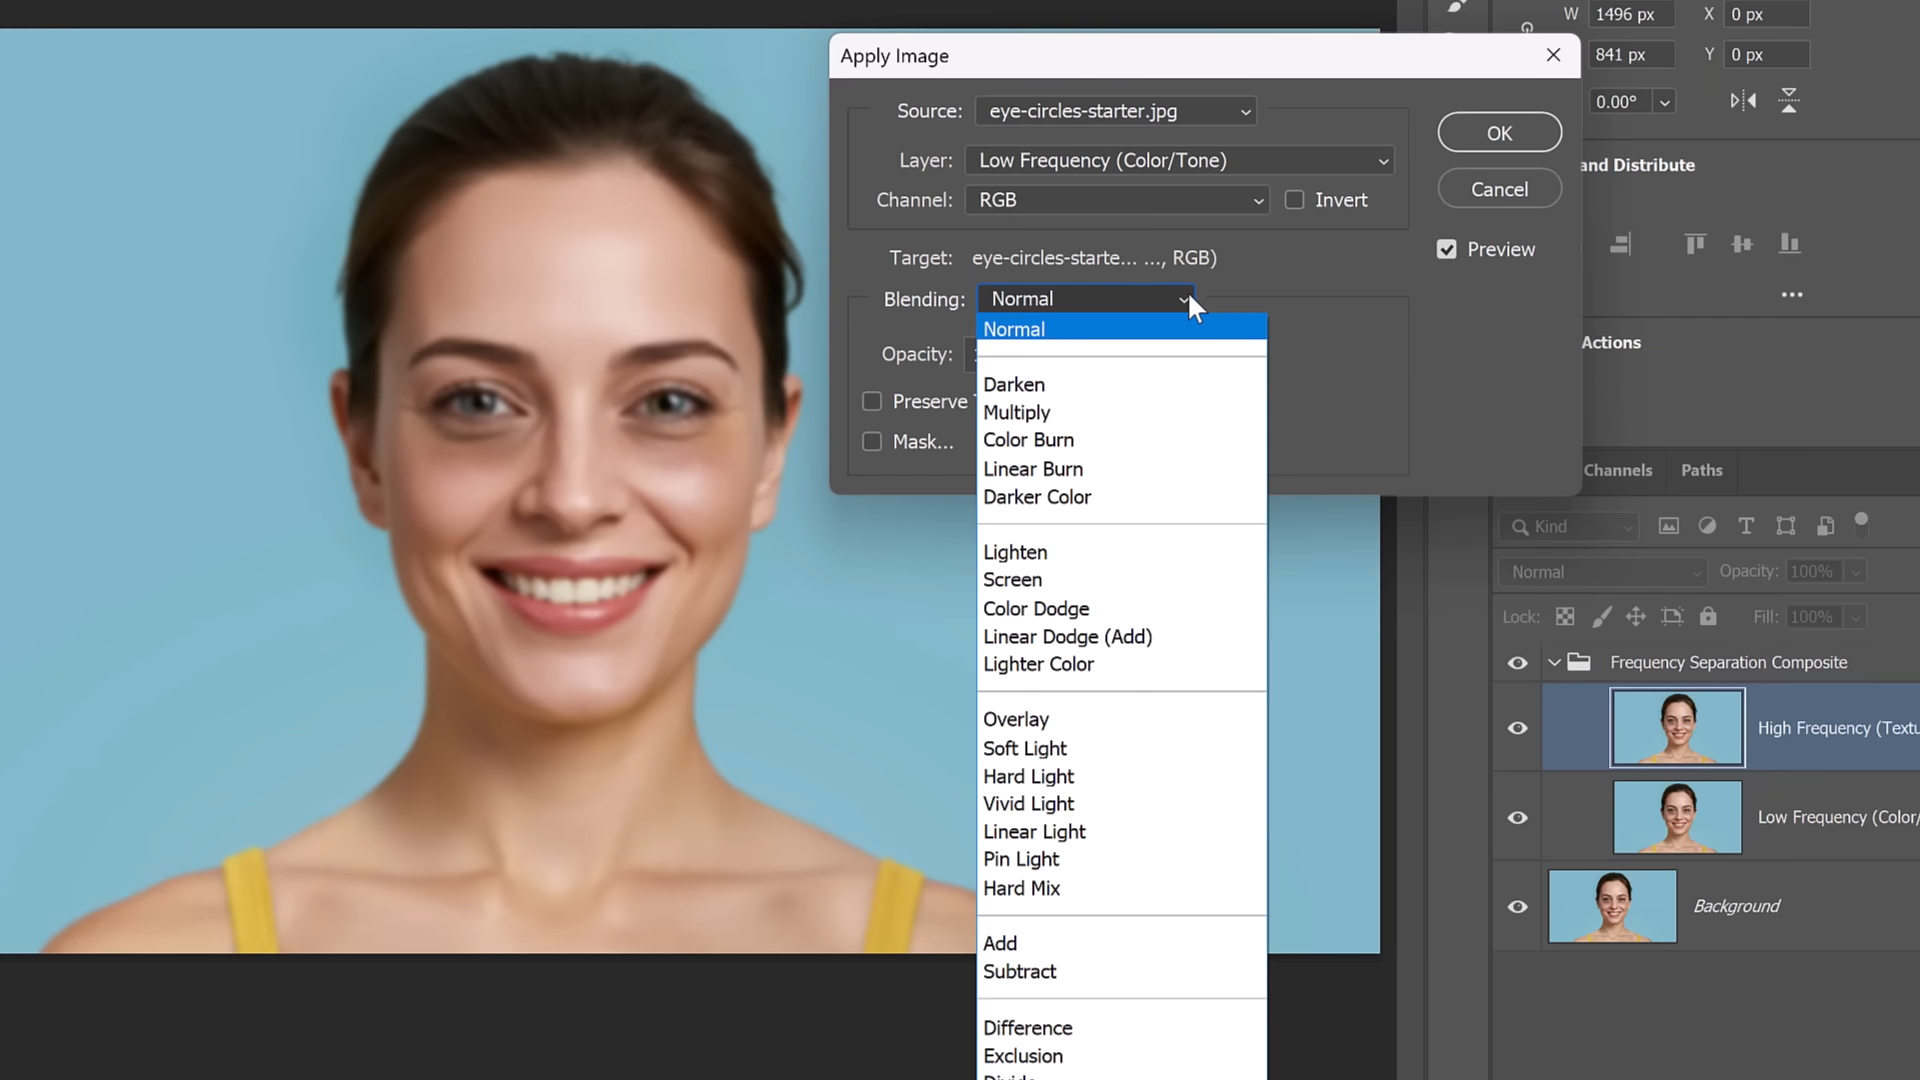 Apply Image
Source: eye-circles-starter.jpg
Layer: Low Frequency (Color/Tone)
Channel: RGB
Invert
Target: eye-circles-starte... ..., RGB)
Blending: Normal
Opacity:
Preserve
Mask...
OK
Cancel
Preview
Normal
Darken
Multiply
Color Burn
Linear Burn
Darker Color
Lighten
Screen
Color Dodge
Linear Dodge (Add)
Lighter Color
Overlay
Soft Light
Hard Light
Vivid Light
Linear Light
Pin Light
Hard Mix
Add
Subtract
Difference
Exclusion
W 1496 px X 0 px
841 px Y 0 px
0.00°
and Distribute
Actions
Channels Paths
Kind
Normal Opacity: 100%
Lock: Fill: 100%
Frequency Separation Composite
High Frequency (Textu
Low Frequency (Color/
Background